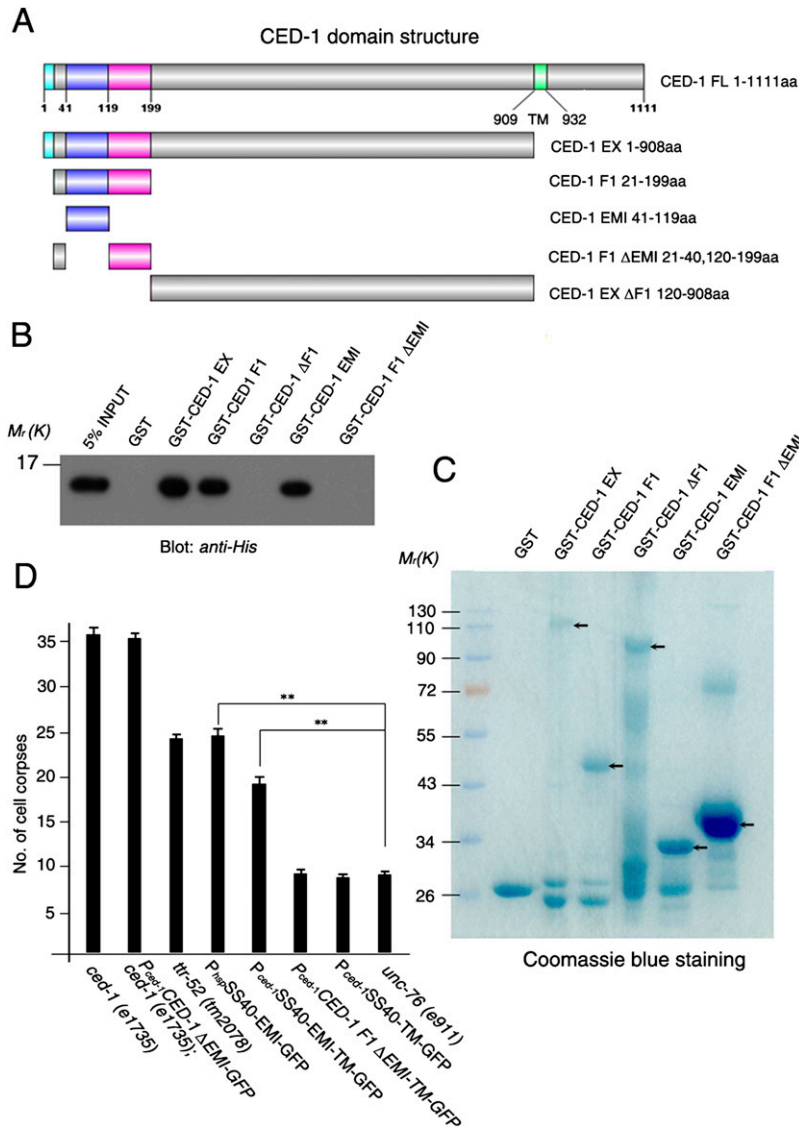 A
CED-1 domain structure
CED-1 FL 1-1111aa
1 41 119 199 909 TM 932 1111
CED-1 EX 1-908aa
CED-1 F1 21-199aa
CED-1 EMI 41-119aa
CED-1 F1 ΔEMI 21-40,120-199aa
CED-1 EX ΔF1 120-908aa
B
Mr(K)
5% INPUT
GST
GST-CED-1 EX
GST-CED1 F1
GST-CED-1 ΔF1
GST-CED-1 EMI
GST-CED-1 F1 ΔEMI
17
Blot: anti-His
C
Mr(K)
GST
GST-CED-1 EX
GST-CED-1 F1
GST-CED-1 ΔF1
GST-CED-1 EMI
GST-CED-1 F1 ΔEMI
130
110
90
72
55
43
34
26
Coomassie blue staining
D
No. of cell corpses
35
30
25
20
15
10
5
**
**
ced-1 (e1735)
Pced-1CED-1 ΔEMI-GFP
ced-1 (e1735);
ttr-52 (tm2078)
PhspSS40-EMI-GFP
Pced-1SS40-EMI-TM-GFP
Pced-1CED-1 F1 ΔEMI-TM-GFP
Pced-1SS40-TM-GFP
unc-76 (e911)